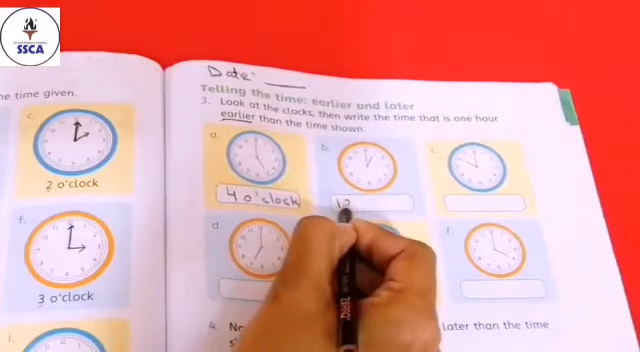 SSCA
Date:
he time given.
Telling the time: earlier and later
3. Look at the clocks, then write the time that is one hour
earlier than the time shown.
c.
2 o'clock
f.
3 o'clock
i.
a.
4 o'clock
b.
12
c.
d.
f.
4. No
later than the time